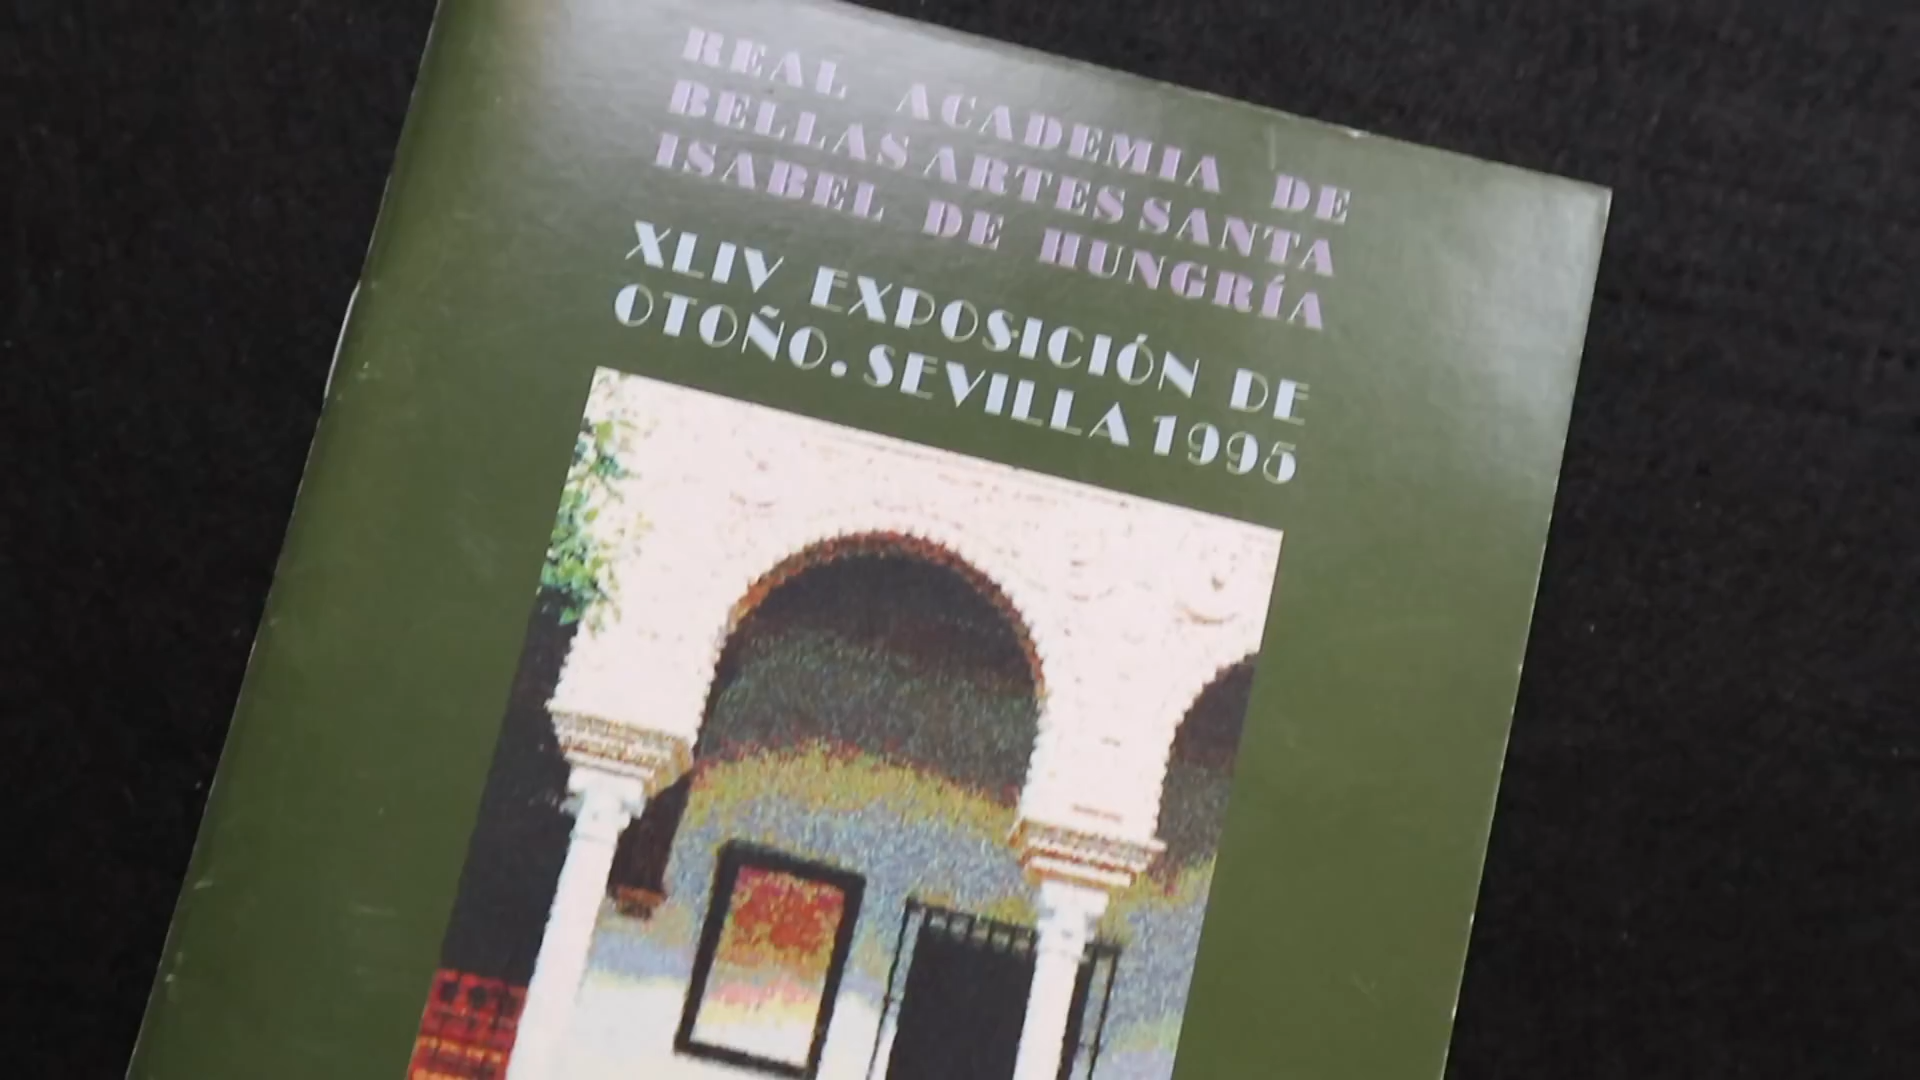 REAL ACADEMIA DE
BELLAS ARTES SANTA
ISABEL DE HUNGRÍA
XLIV EXPOSICIÓN DE
OTOÑO. SEVILLA 1995